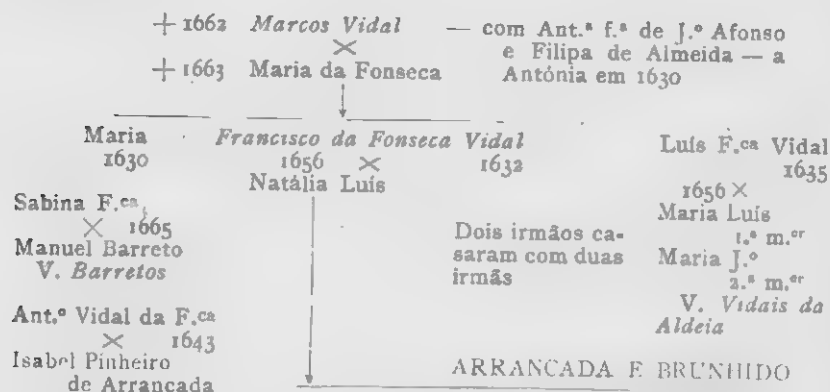 + 1662 Marcos Vidal — com Ant.ª f.ª de J.º Afonso
× e Filipa de Almeida — a
+ 1663 Maria da Fonseca Antónia em 1630
Maria Francisco da Fonseca Vidal
1630 1656 × 1632
Natália Luís
Luís F.ca Vidal
1635
1656 ×
Maria Luís
1.ª m.er
Maria J.º
2.ª m.er
V. Vidais da
Aldeia
Sabina F.ca,
× 1665
Manuel Barreto
V. Barretos
Dois irmãos ca-
saram com duas
irmãs
Ant.º Vidal da F.ca
× 1643
Isabel Pinheiro
de Arrancada
ARRANCADA E BRUNHIDO